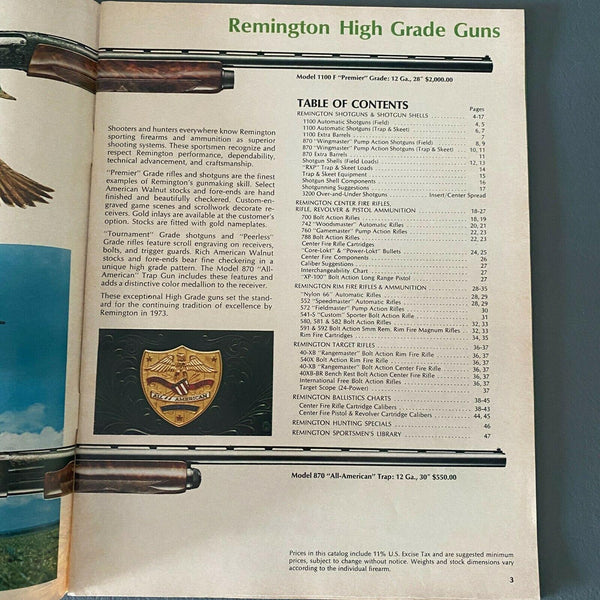 Remington High Grade Guns
Model 1100 F "Premier" Grade: 12 Ga., 28" $2,000.00
Shooters and hunters everywhere know Remington
sporting firearms and ammunition as superior
shooting systems. These sportsmen recognize and
respect Remington performance, dependability,
technical advancement, and craftsmanship.
"Premier" Grade rifles and shotguns are the finest
examples of Remington's gunmaking skill. Select
American Walnut stocks and fore-ends are hand
finished and beautifully checkered. Custom-en-
graved game scenes and scrollwork decorate re-
ceivers. Gold inlays are available at the customer's
option. Stocks are fitted with gold nameplates.
"Tournament" Grade shotguns and "Peerless"
Grade rifles feature scroll engraving on receivers,
bolts, and trigger guards. Rich American Walnut
stocks and fore-ends bear fine checkering in a
unique high grade pattern. The Model 870 "All-
American" Trap Gun includes these features and
adds a distinctive color medallion to the receiver.
These exceptional High Grade guns set the stand-
ard for the continuing tradition of excellence by
Remington in 1973.
ALL AMERICAN
TABLE OF CONTENTS
Pages
REMINGTON SHOTGUNS & SHOTGUN SHELLS 4-17
1100 Automatic Shotguns (Field) 4, 5
1100 Automatic Shotguns (Trap & Skeet) 6, 7
1100 Extra Barrels 7
870 "Wingmaster" Pump Action Shotguns (Field) 8, 9
870 "Wingmaster" Pump Action Shotguns (Trap & Skeet) 10, 11
870 Extra Barrels 11
Shotgun Shells (Field Loads) 12, 13
"RXP" Trap & Skeet Loads 14
Trap & Skeet Equipment 15
Shotgun Shell Components 16
Shotgunning Suggestions 17
3200 Over-and-Under Shotguns Insert/Center Spread
REMINGTON CENTER FIRE RIFLES,
RIFLE, REVOLVER & PISTOL AMMUNITION 18-27
700 Bolt Action Rifles 18, 19
742 "Woodsmaster" Automatic Rifles 20, 21
760 "Gamemaster" Pump Action Rifles 22, 23
788 Bolt Action Rifles 22, 23
Center Fire Rifle Cartridges
"Core-Lokt" & "Power-Lokt" Bullets 24, 25
Center Fire Components 26
Caliber Suggestions 27
Interchangeability Chart 27
"XP-100" Bolt Action Long Range Pistol 27
REMINGTON RIM FIRE RIFLES & AMMUNITION 28-35
"Nylon 66" Automatic Rifles 28, 29
552 "Speedmaster" Automatic Rifles 28, 29
572 "Fieldmaster" Pump Action Rifles 30
541-S "Custom" Sporter Bolt Action Rifle 31
580, 581 & 582 Bolt Action Rifles 32, 33
591 & 592 Bolt Action 5mm Rem. Rim Fire Magnum Rifles 32, 33
Rim Fire Cartridges 34, 35
REMINGTON TARGET RIFLES 36-37
40-XB "Rangemaster" Bolt Action Rim Fire Rifle 36, 37
540X Bolt Action Rim Fire Rifle 36, 37
40-XB "Rangemaster" Bolt Action Center Fire Rifle 36, 37
40XB-BR Bench Rest Bolt Action Center Fire Rifle 36, 37
International Free Bolt Action Rifles 36, 37
Target Scope (24-Power) 37
REMINGTON BALLISTICS CHARTS 38-45
Center Fire Rifle Cartridge Calibers 38-43
Center Fire Pistol & Revolver Cartridge Calibers 44, 45
REMINGTON HUNTING SPECIALS 46
REMINGTON SPORTSMEN'S LIBRARY 47
Model 870 "All-American" Trap: 12 Ga., 30" $550.00
Prices in this catalog include 11% U.S. Excise Tax and are suggested minimum
prices, subject to change without notice. Weights and stock dimensions vary
according to the individual firearm.
3